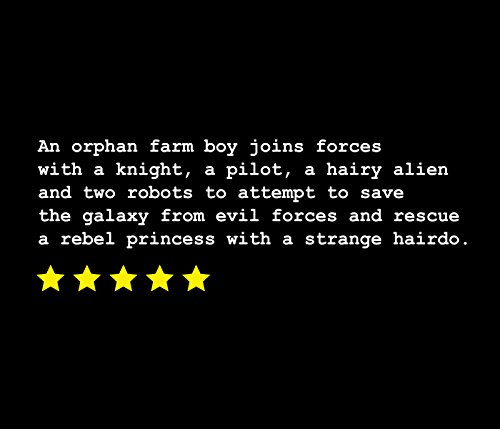 An orphan farm boy joins forces
with a knight, a pilot, a hairy alien
and two robots to attempt to save
the galaxy from evil forces and rescue
a rebel princess with a strange hairdo.